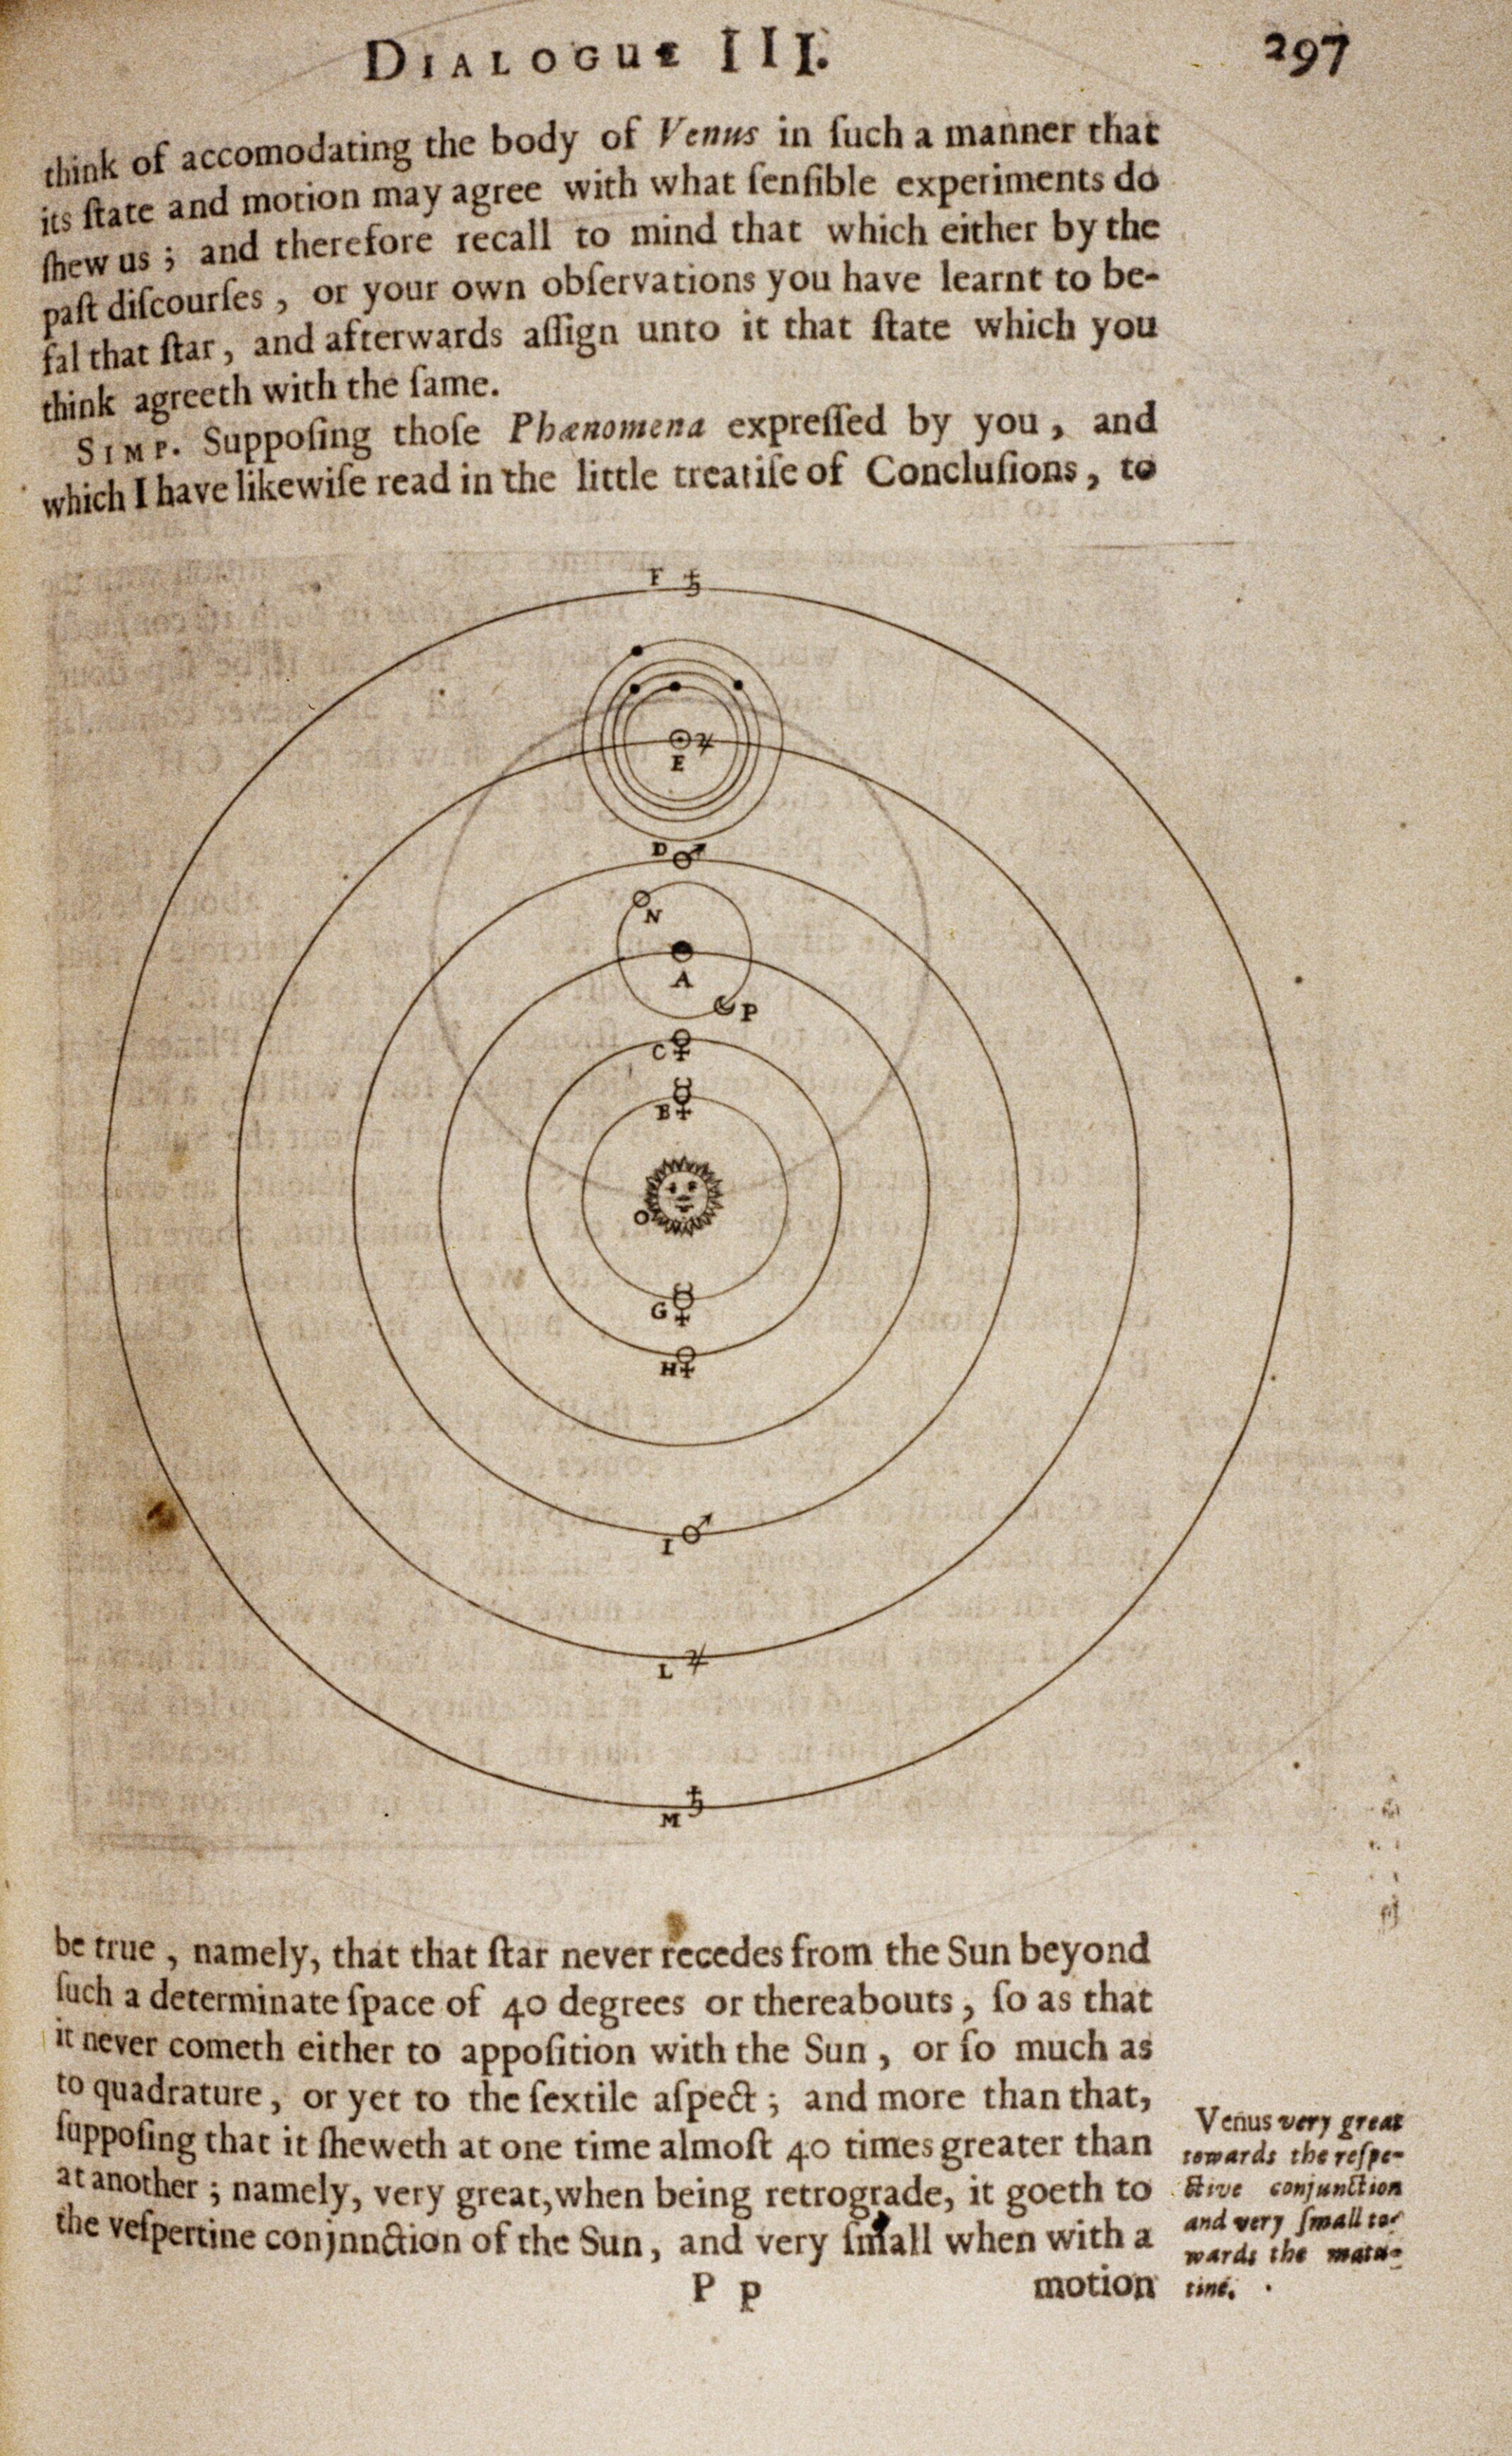 DIALOGUE III. 297
think of accomodating the body of Venus in ſuch a manner that
its ſtate and motion may agree with what ſenſible experiments do
ſhew us ; and therefore recall to mind that which either by the
paſt diſcourſes , or your own obſervations you have learnt to be-
fal that ſtar , and afterwards aſſign unto it that ſtate which you
think agreeth with the ſame.
SIMP. Suppoſing thoſe Phænomena expreſſed by you , and
which I have likewiſe read in the little treatiſe of Concluſions , to
F ♄
♃
E
D ♂
N
A
P
C ♀
B ☿
O
G ☿
H ♀
I ♂
L ♃
M ♄
be true , namely, that that ſtar never recedes from the Sun beyond
ſuch a determinate ſpace of 40 degrees or thereabouts , ſo as that
it never cometh either to appoſition with the Sun , or ſo much as
to quadrature , or yet to the ſextile aſpect ; and more than that,
ſuppoſing that it ſheweth at one time almoſt 40 times greater than
at another ; namely, very great,when being retrograde, it goeth to
the veſpertine conjnnction of the Sun , and very ſmall when with a
P p motion
Venus very great
towards the reſpe-
ctive conjunction
and very ſmall to-
wards the matu-
tine.